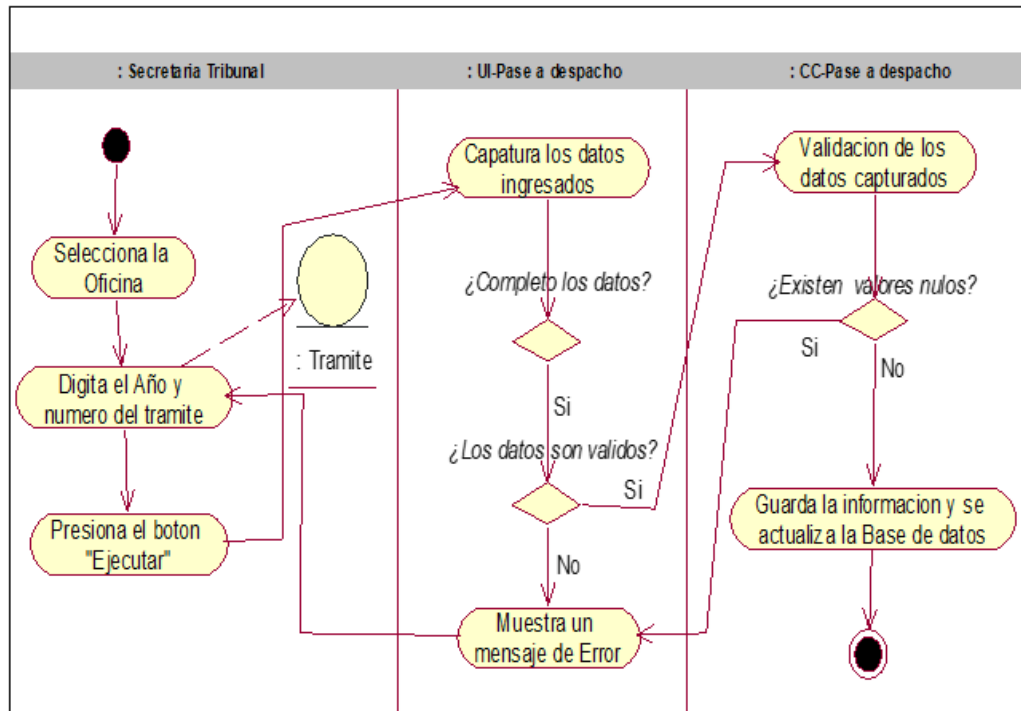 : Secretaria Tribunal
: UI-Pase a despacho
: CC-Pase a despacho
Selecciona la
Oficina
Digita el Año y
numero del tramite
Presiona el boton
"Ejecutar"
: Tramite
Capatura los datos
ingresados
¿Completo los datos?
Si
¿Los datos son validos?
Si
No
Muestra un
mensaje de Error
Validacion de los
datos capturados
¿Existen valores nulos?
Si
No
Guarda la informacion y se
actualiza la Base de datos